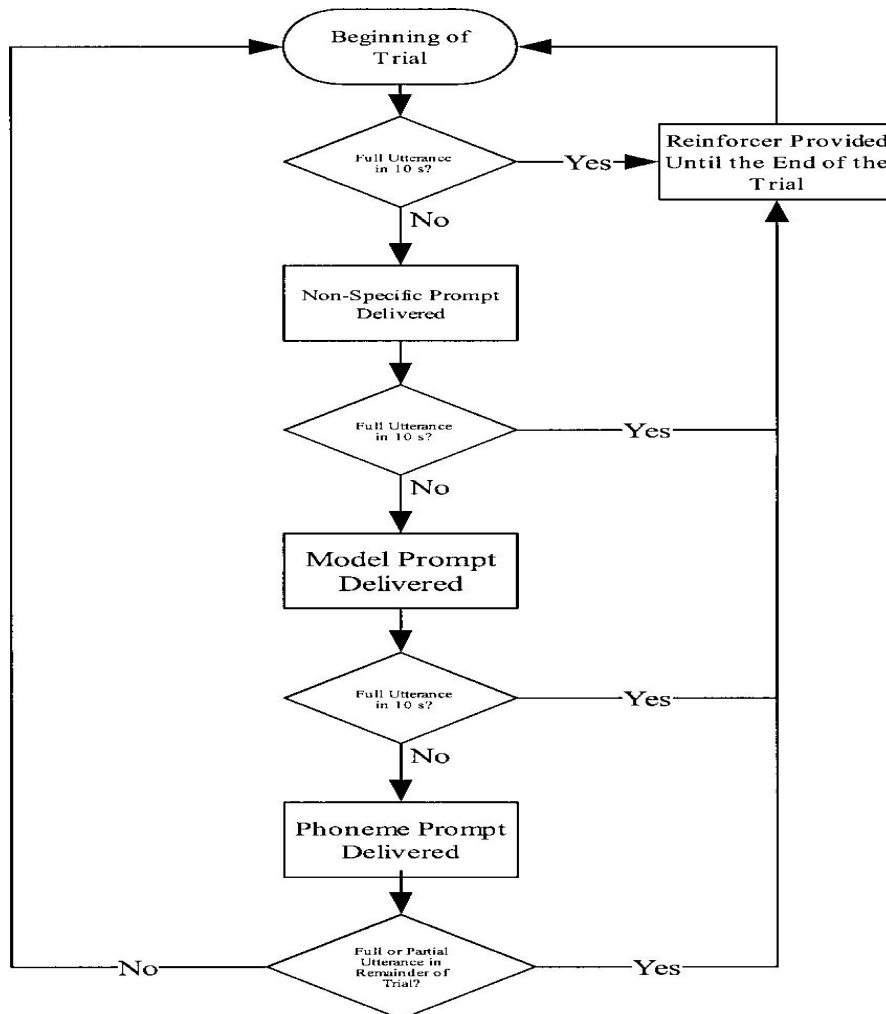 Beginning of
Trial
Full Utterance
in 10 s?
Yes
Reinforcer Provided
Until the End of the
Trial
No
Non-Specific Prompt
Delivered
Full Utterance
in 10 s?
Yes
No
Model Prompt
Delivered
Full Utterance
in 10 s?
Yes
No
Phoneme Prompt
Delivered
Full or Partial
Utterance in
Remainder of
Trial?
No
Yes